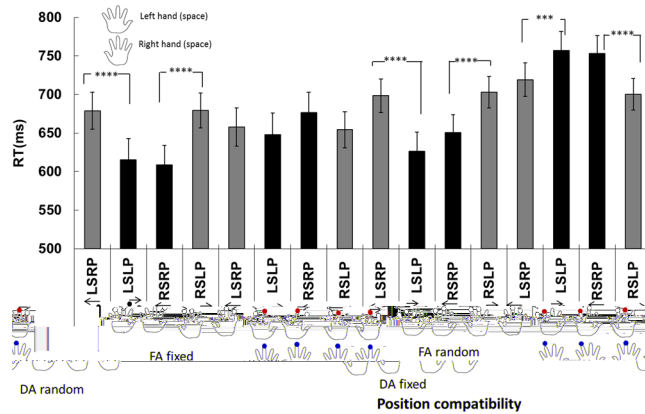 800
Left hand (space)
Right hand (space)
***
****
750
****
****
****
****
700
RT(ms)
650
600
550
500
LSRP
LSLP
RSRP
RSLP
LSRP
LSLP
RSRP
RSLP
LSRP
LSLP
RSRP
RSLP
LSRP
LSLP
RSRP
RSLP
FA fixed
FA random
DA random
DA fixed
Position compatibility